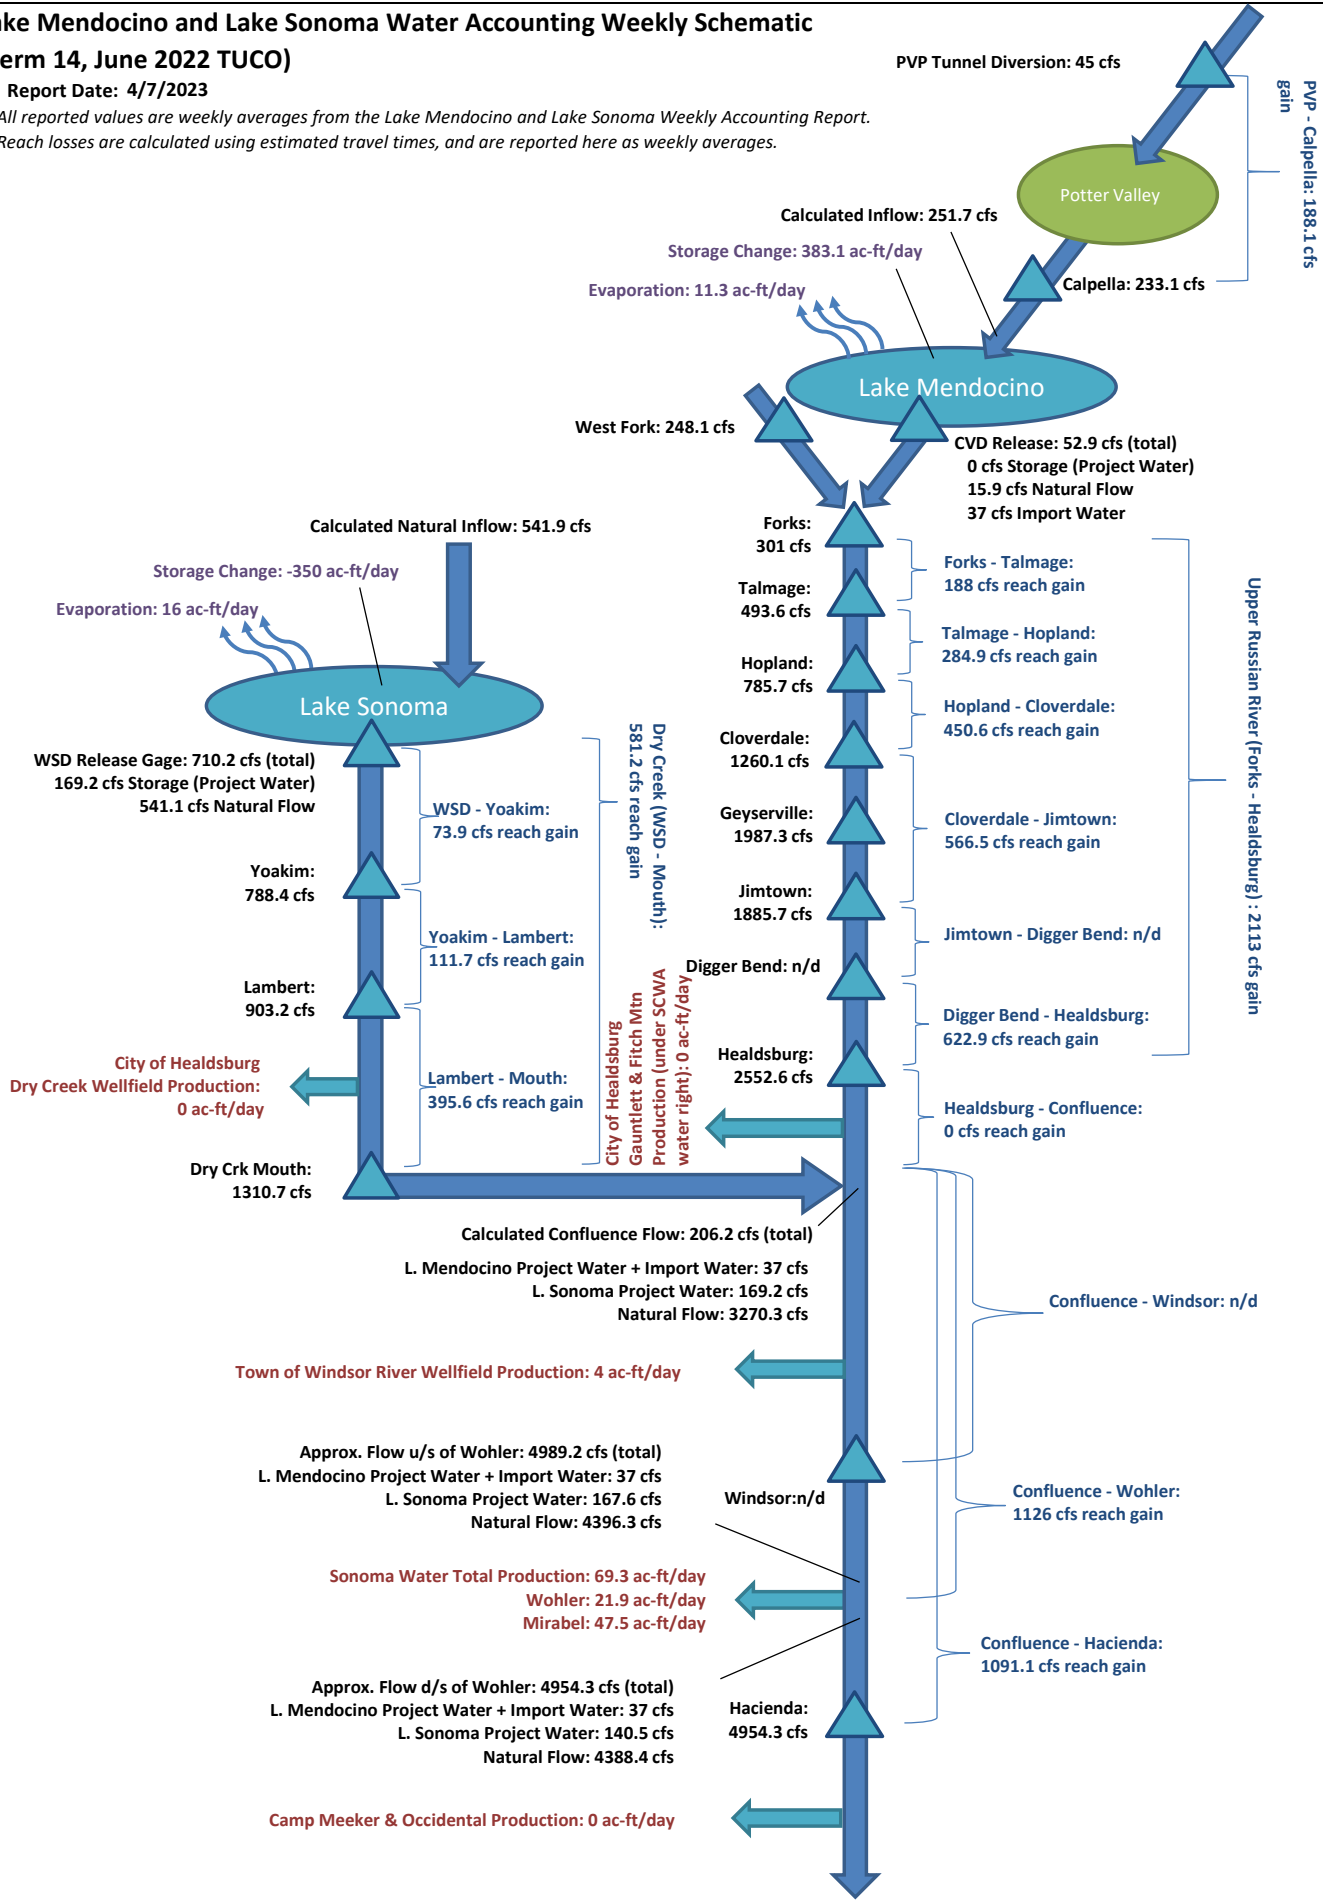 ake Mendocino and Lake Sonoma Water Accounting Weekly Schematic
erm 14, June 2022 TUCO)
Report Date: 4/7/2023
All reported values are weekly averages from the Lake Mendocino and Lake Sonoma Weekly Accounting Report.
Reach losses are calculated using estimated travel times, and are reported here as weekly averages.
PVP Tunnel Diversion: 45 cfs
PVP - Calpella: 188.1 cfs
gain
Potter Valley
Calculated Inflow: 251.7 cfs
Storage Change: 383.1 ac-ft/day
Evaporation: 11.3 ac-ft/day
Calpella: 233.1 cfs
Lake Mendocino
West Fork: 248.1 cfs
CVD Release: 52.9 cfs (total)
0 cfs Storage (Project Water)
15.9 cfs Natural Flow
37 cfs Import Water
Forks:
301 cfs
Forks - Talmage:
188 cfs reach gain
Talmage:
493.6 cfs
Talmage - Hopland:
284.9 cfs reach gain
Hopland:
785.7 cfs
Hopland - Cloverdale:
450.6 cfs reach gain
Cloverdale:
1260.1 cfs
Geyserville:
1987.3 cfs
Cloverdale - Jimtown:
566.5 cfs reach gain
Jimtown:
1885.7 cfs
Jimtown - Digger Bend: n/d
Digger Bend: n/d
Digger Bend - Healdsburg:
622.9 cfs reach gain
Healdsburg:
2552.6 cfs
Healdsburg - Confluence:
0 cfs reach gain
Upper Russian River (Forks - Healdsburg) : 2113 cfs gain
Calculated Natural Inflow: 541.9 cfs
Storage Change: -350 ac-ft/day
Evaporation: 16 ac-ft/day
Lake Sonoma
WSD Release Gage: 710.2 cfs (total)
169.2 cfs Storage (Project Water)
541.1 cfs Natural Flow
WSD - Yoakim:
73.9 cfs reach gain
Yoakim:
788.4 cfs
Yoakim - Lambert:
111.7 cfs reach gain
Lambert:
903.2 cfs
Lambert - Mouth:
395.6 cfs reach gain
Dry Creek (WSD - Mouth):
581.2 cfs reach gain
City of Healdsburg
Dry Creek Wellfield Production:
0 ac-ft/day
City of Healdsburg
Gauntlett & Fitch Mtn
Production (under SCWA
water right): 0 ac-ft/day
Dry Crk Mouth:
1310.7 cfs
Calculated Confluence Flow: 206.2 cfs (total)
L. Mendocino Project Water + Import Water: 37 cfs
L. Sonoma Project Water: 169.2 cfs
Natural Flow: 3270.3 cfs
Confluence - Windsor: n/d
Town of Windsor River Wellfield Production: 4 ac-ft/day
Approx. Flow u/s of Wohler: 4989.2 cfs (total)
L. Mendocino Project Water + Import Water: 37 cfs
L. Sonoma Project Water: 167.6 cfs
Natural Flow: 4396.3 cfs
Windsor:n/d
Confluence - Wohler:
1126 cfs reach gain
Sonoma Water Total Production: 69.3 ac-ft/day
Wohler: 21.9 ac-ft/day
Mirabel: 47.5 ac-ft/day
Confluence - Hacienda:
1091.1 cfs reach gain
Approx. Flow d/s of Wohler: 4954.3 cfs (total)
L. Mendocino Project Water + Import Water: 37 cfs
L. Sonoma Project Water: 140.5 cfs
Natural Flow: 4388.4 cfs
Hacienda:
4954.3 cfs
Camp Meeker & Occidental Production: 0 ac-ft/day